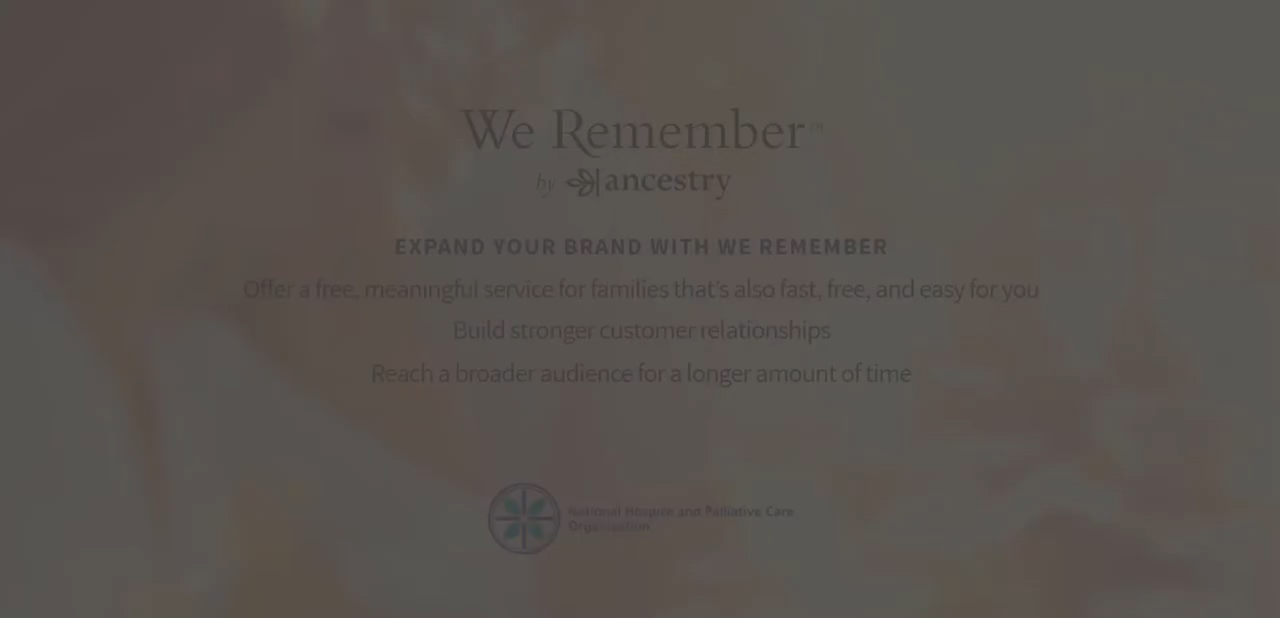 We Remember™
by ancestry
EXPAND YOUR BRAND WITH WE REMEMBER
Offer a free, meaningful service for families that's also fast, free, and easy for you
Build stronger customer relationships
Reach a broader audience for a longer amount of time
National Hospice and Palliative Care
Organization